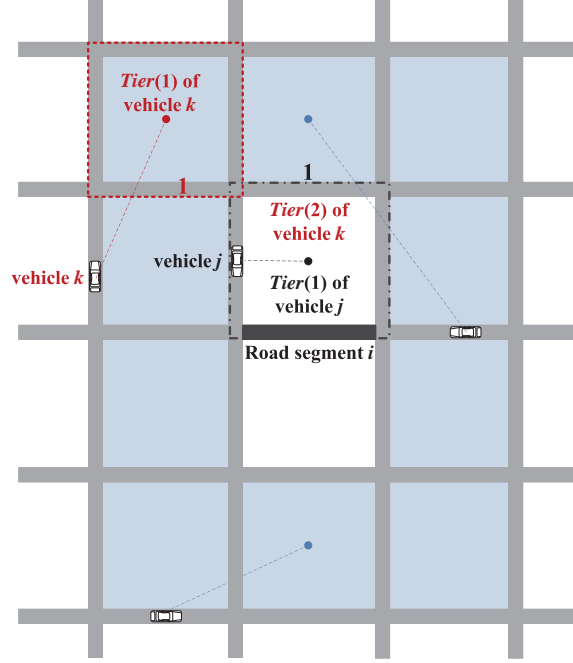 Tier(1) of
vehicle k
1
1
Tier(2) of
vehicle k
vehicle j
vehicle k
Tier(1) of
vehicle j
Road segment i